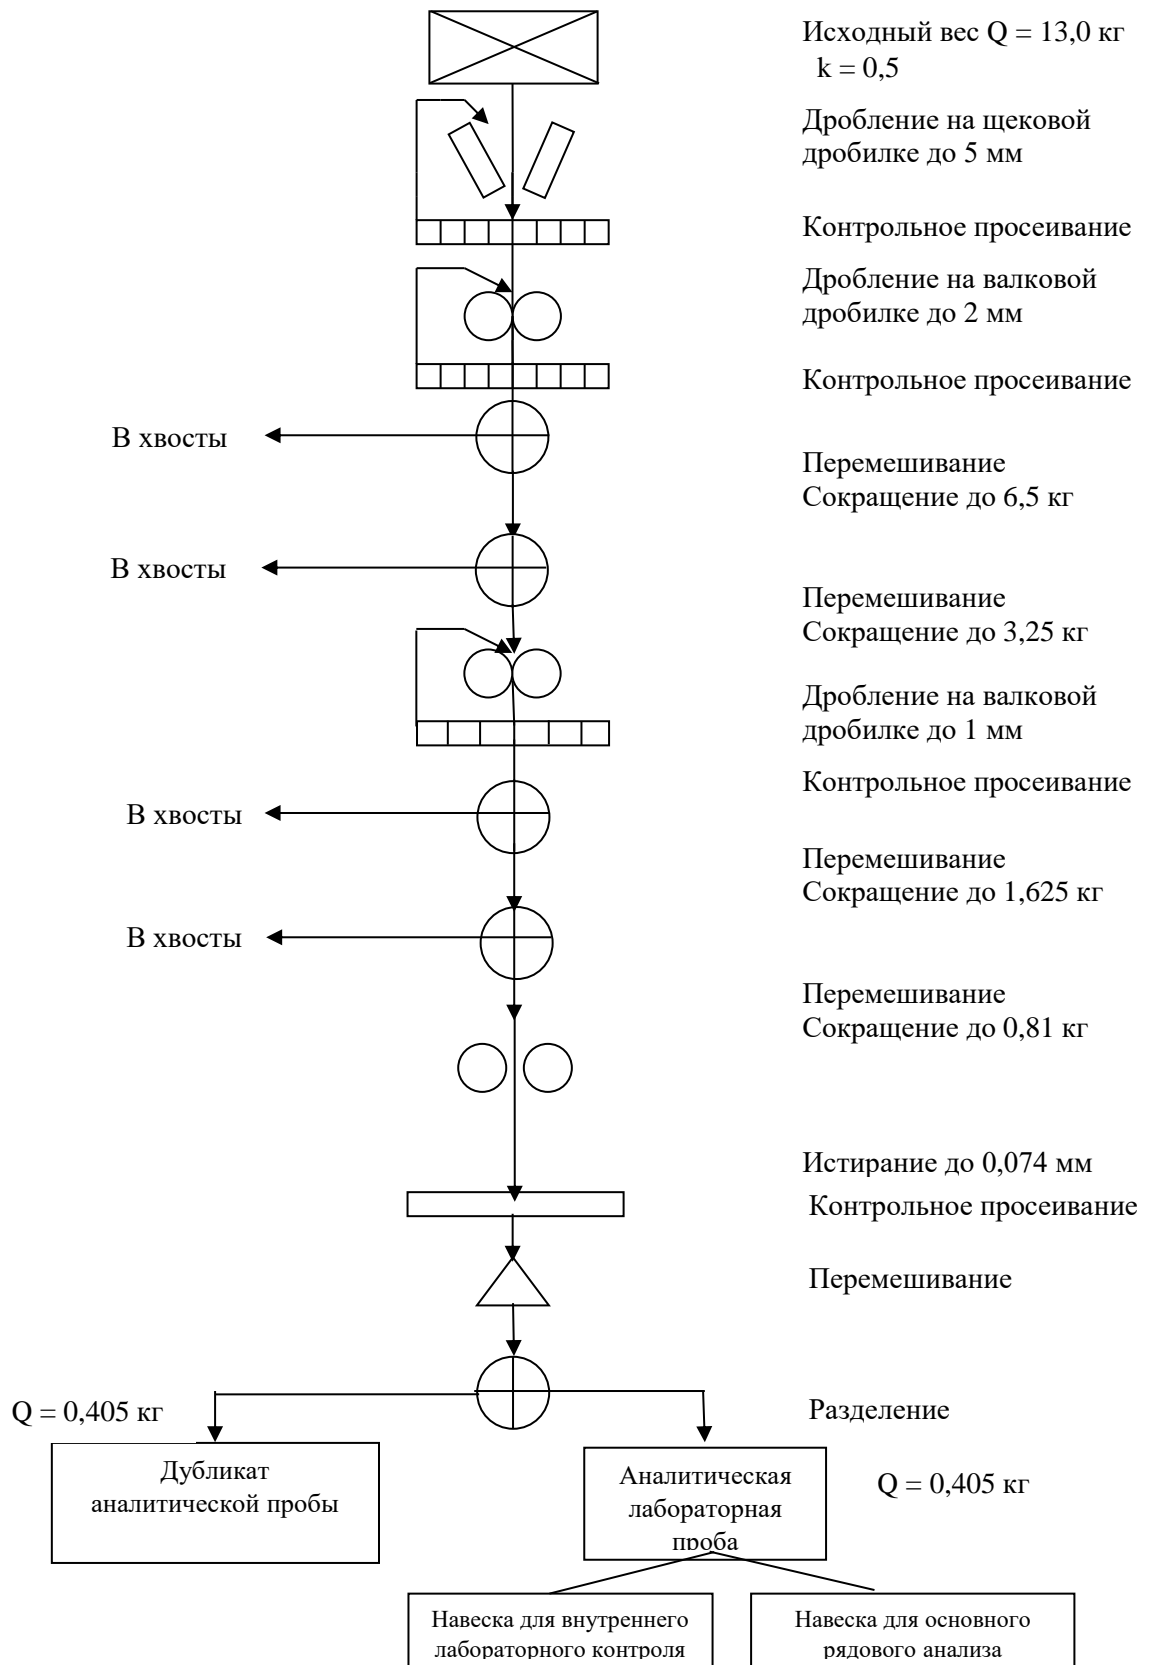 Исходный вес Q = 13,0 кг
k = 0,5
Дробление на щековой
дробилке до 5 мм
Контрольное просеивание
Дробление на валковой
дробилке до 2 мм
Контрольное просеивание
В хвосты
Перемешивание
Сокращение до 6,5 кг
В хвосты
Перемешивание
Сокращение до 3,25 кг
Дробление на валковой
дробилке до 1 мм
Контрольное просеивание
В хвосты
Перемешивание
Сокращение до 1,625 кг
В хвосты
Перемешивание
Сокращение до 0,81 кг
Истирание до 0,074 мм
Контрольное просеивание
Перемешивание
Q = 0,405 кг
Разделение
Дубликат
аналитической пробы
Аналитическая
лабораторная
проба
Q = 0,405 кг
Навеска для внутреннего
лабораторного контроля
Навеска для основного
рядового анализа